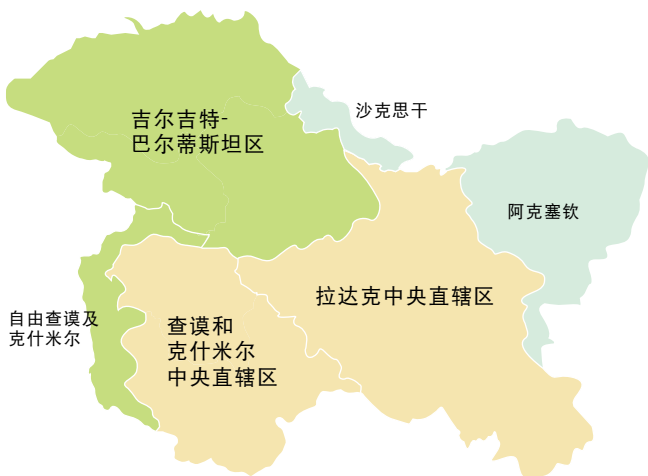 沙克思干
吉尔吉特-
巴尔蒂斯坦区
阿克塞钦
拉达克中央直辖区
自由查谟及
克什米尔
查谟和
克什米尔
中央直辖区